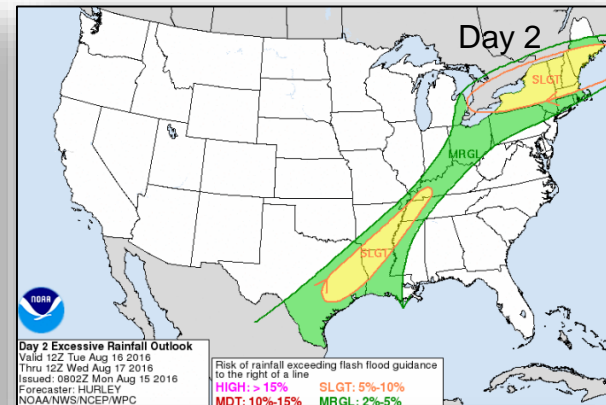 Day 2
SLGT
MRGL
SLGT
NOAA
Day 2 Excessive Rainfall Outlook
Valid 12Z Tue Aug 16 2016
Thru 12Z Wed Aug 17 2016
Issued: 0802Z Mon Aug 15 2016
Forecaster: HURLEY
NOAA/NWS/NCEP/WPC
Risk of rainfall exceeding flash flood guidance
to the right of a line
HIGH: > 15% SLGT: 5%-10%
MDT: 10%-15% MRGL: 2%-5%